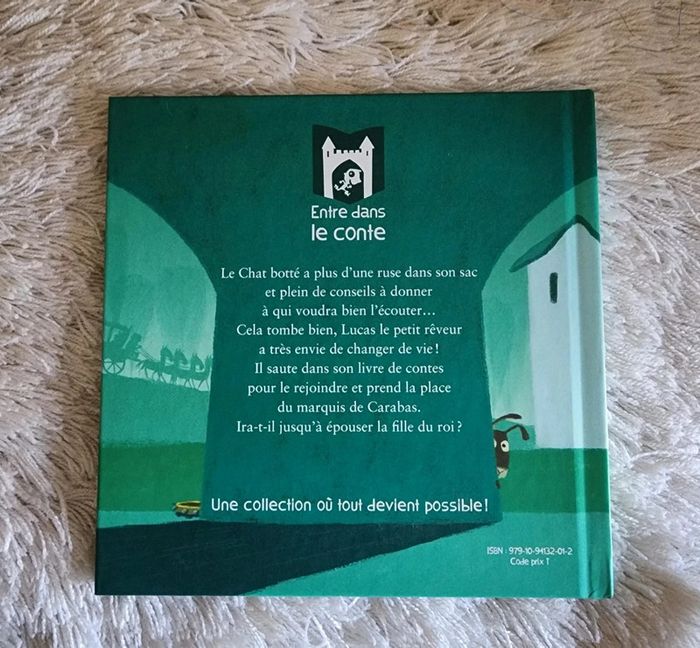 Entre dans
le conte
Le Chat botté a plus d'une ruse dans son sac
et plein de conseils à donner
à qui voudra bien l'écouter...
Cela tombe bien, Lucas le petit rêveur
a très envie de changer de vie !
Il saute dans son livre de contes
pour le rejoindre et prend la place
du marquis de Carabas.
Ira-t-il jusqu'à épouser la fille du roi ?
Une collection où tout devient possible !
ISBN : 979-10-94132-01-2
Code prix 1